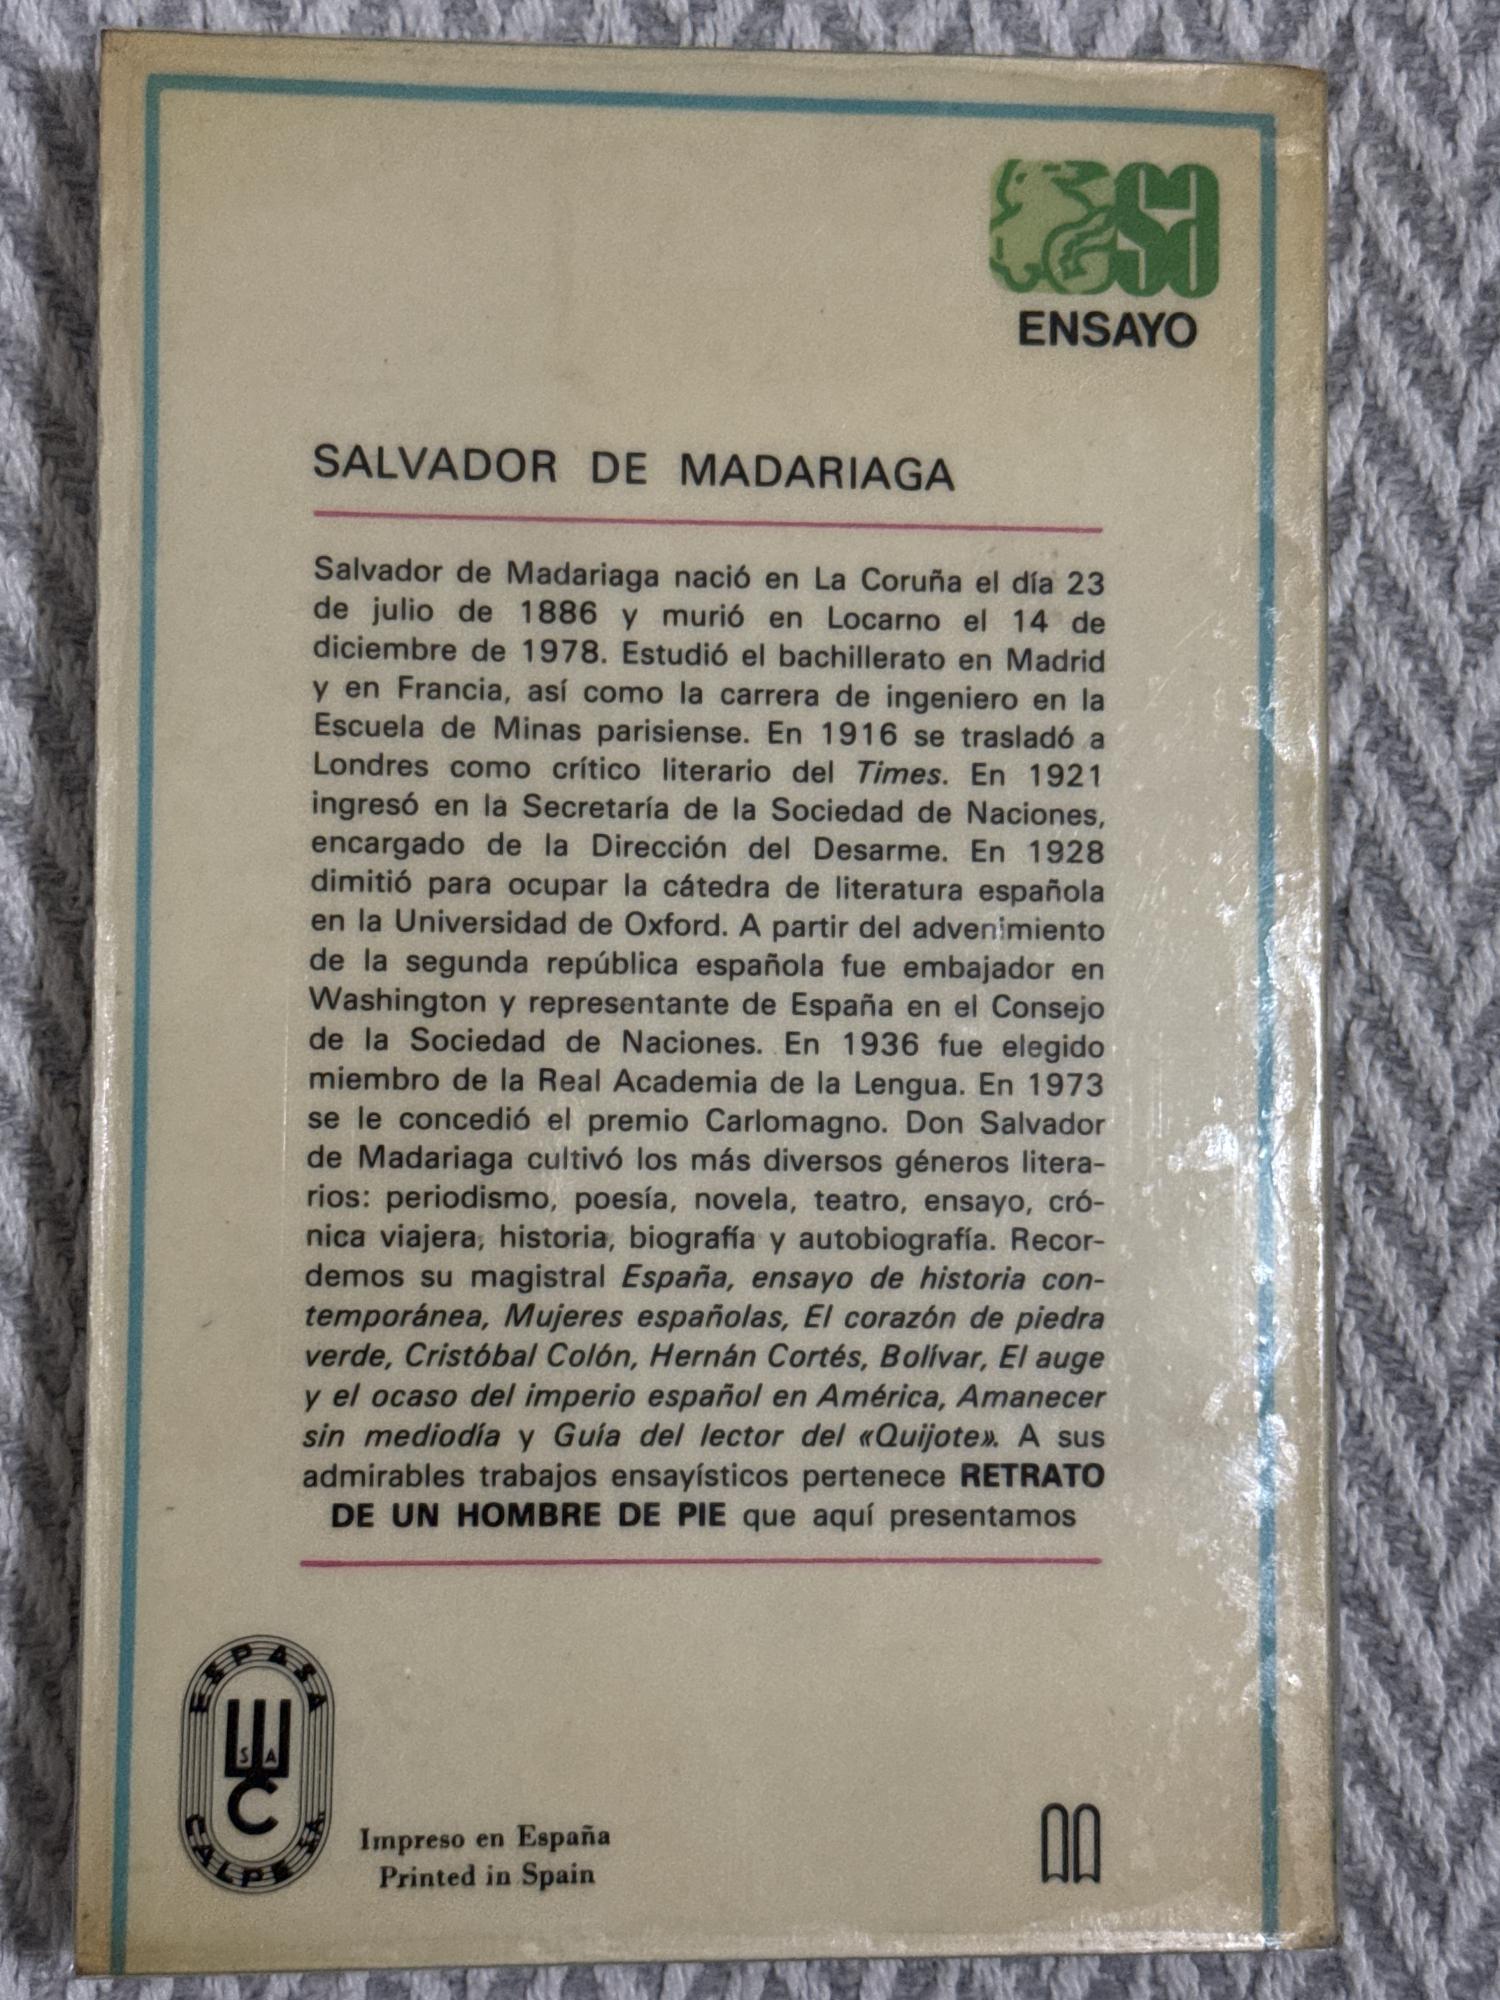 SA
ENSAYO
SALVADOR DE MADARIAGA
Salvador de Madariaga nació en La Coruña el día 23
de julio de 1886 y murió en Locarno el 14 de
diciembre de 1978. Estudió el bachillerato en Madrid
y en Francia, así como la carrera de ingeniero en la
Escuela de Minas parisiense. En 1916 se trasladó a
Londres como crítico literario del Times. En 1921
ingresó en la Secretaría de la Sociedad de Naciones,
encargado de la Dirección del Desarme. En 1928
dimitió para ocupar la cátedra de literatura española
en la Universidad de Oxford. A partir del advenimiento
de la segunda república española fue embajador en
Washington y representante de España en el Consejo
de la Sociedad de Naciones. En 1936 fue elegido
miembro de la Real Academia de la Lengua. En 1973
se le concedió el premio Carlomagno. Don Salvador
de Madariaga cultivó los más diversos géneros litera-
rios: periodismo, poesía, novela, teatro, ensayo, cró-
nica viajera, historia, biografía y autobiografía. Recor-
demos su magistral España, ensayo de historia con-
temporánea, Mujeres españolas, El corazón de piedra
verde, Cristóbal Colón, Hernán Cortés, Bolívar, El auge
y el ocaso del imperio español en América, Amanecer
sin mediodía y Guía del lector del «Quijote». A sus
admirables trabajos ensayísticos pertenece RETRATO
DE UN HOMBRE DE PIE que aquí presentamos
ESPASA
S A
C
CALPE SA
Impreso en España
Printed in Spain